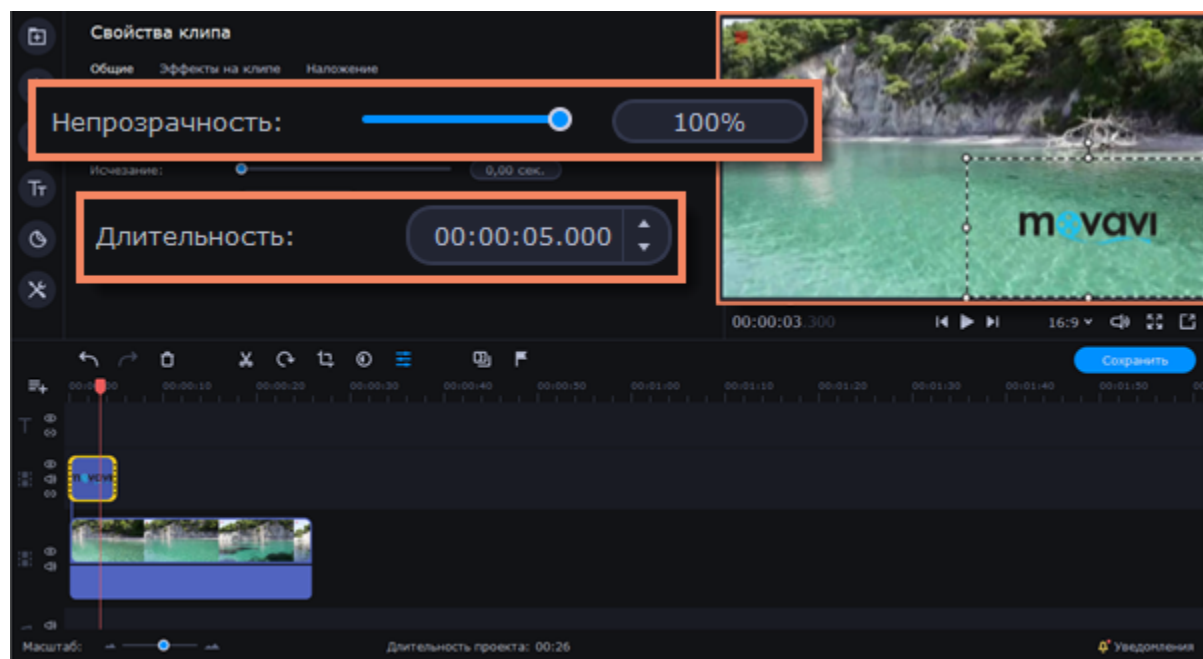 Свойства клипа
Общие Эффекты на клипе Наложение
Непрозрачность: 100%
Исчезание: 0,00 сек.
Длительность: 00:00:05.000
movavi
00:00:03.300 16:9
Сохранить
00:00:10 00:00:20 00:00:30 00:00:40 00:00:50 00:01:00 00:01:10 00:01:20 00:01:30 00:01:40 00:01:50
movavi
Масштаб: Длительность проекта: 00:26 Уведомления